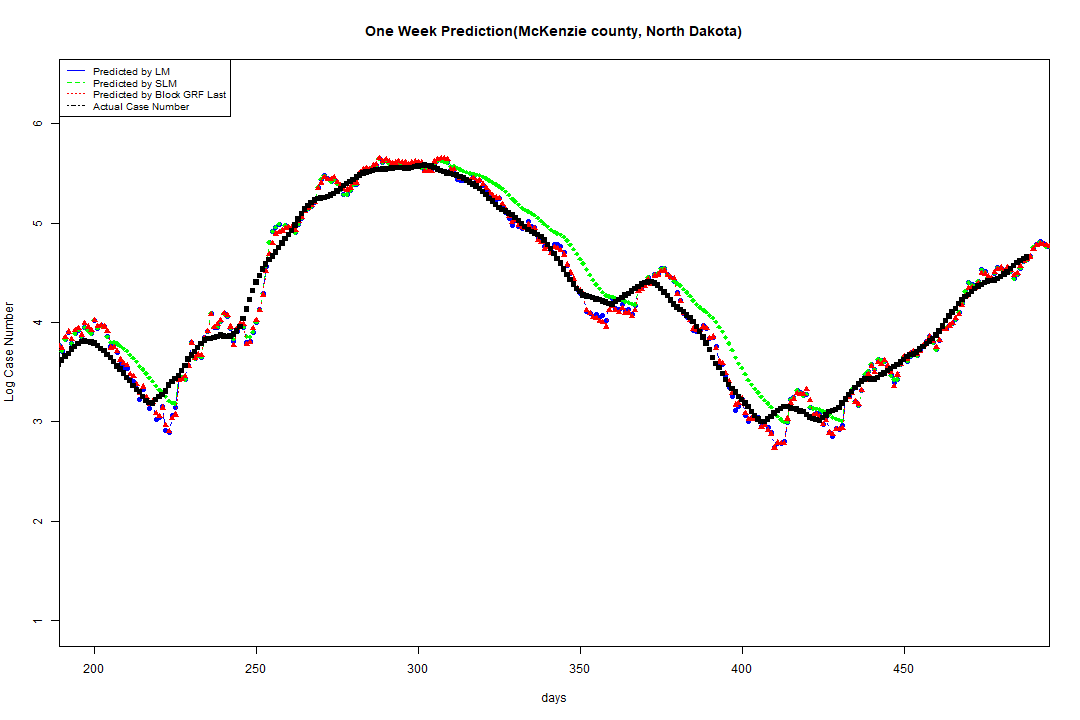 One Week Prediction(McKenzie county, North Dakota)
Predicted by LM
Predicted by SLM
Predicted by Block GRF Last
Actual Case Number
6
5
4
3
2
1
Log Case Number
200 250 300 350 400 450
days